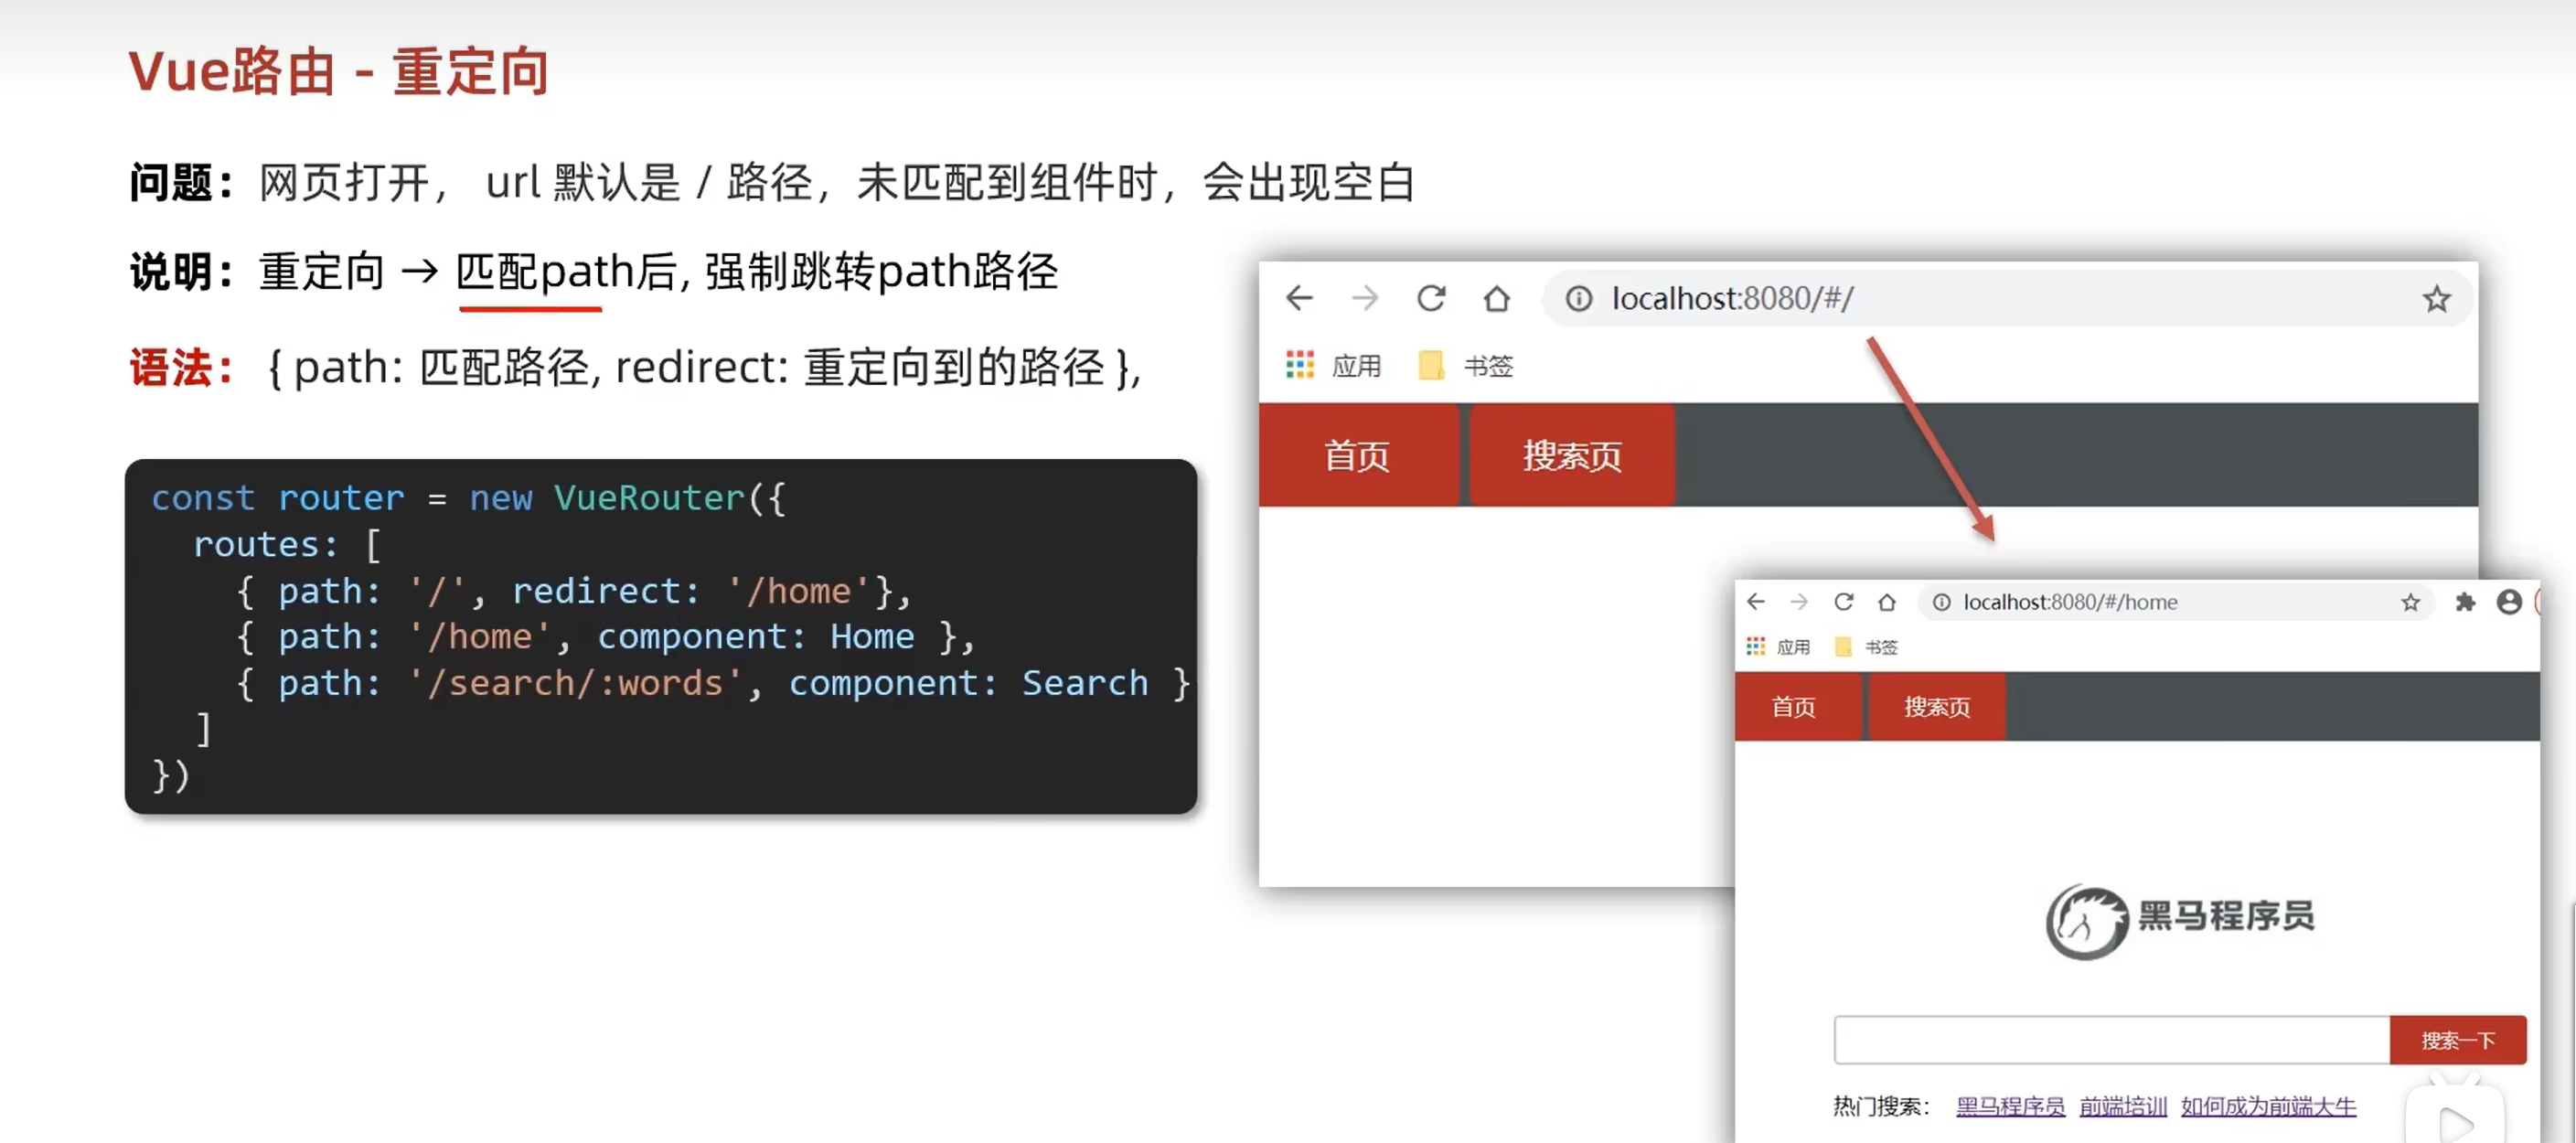 Vue路由 - 重定向
问题：网页打开， url 默认是 / 路径，未匹配到组件时，会出现空白
说明：重定向 → 匹配path后, 强制跳转path路径
语法： { path: 匹配路径, redirect: 重定向到的路径 },
const router = new VueRouter({
  routes: [
    { path: '/', redirect: '/home'},
    { path: '/home', component: Home },
    { path: '/search/:words', component: Search }
  ]
})
localhost:8080/#/
应用 书签
首页 搜索页
localhost:8080/#/home
应用 书签
首页 搜索页
黑马程序员
搜索一下
热门搜索： 黑马程序员 前端培训 如何成为前端大牛